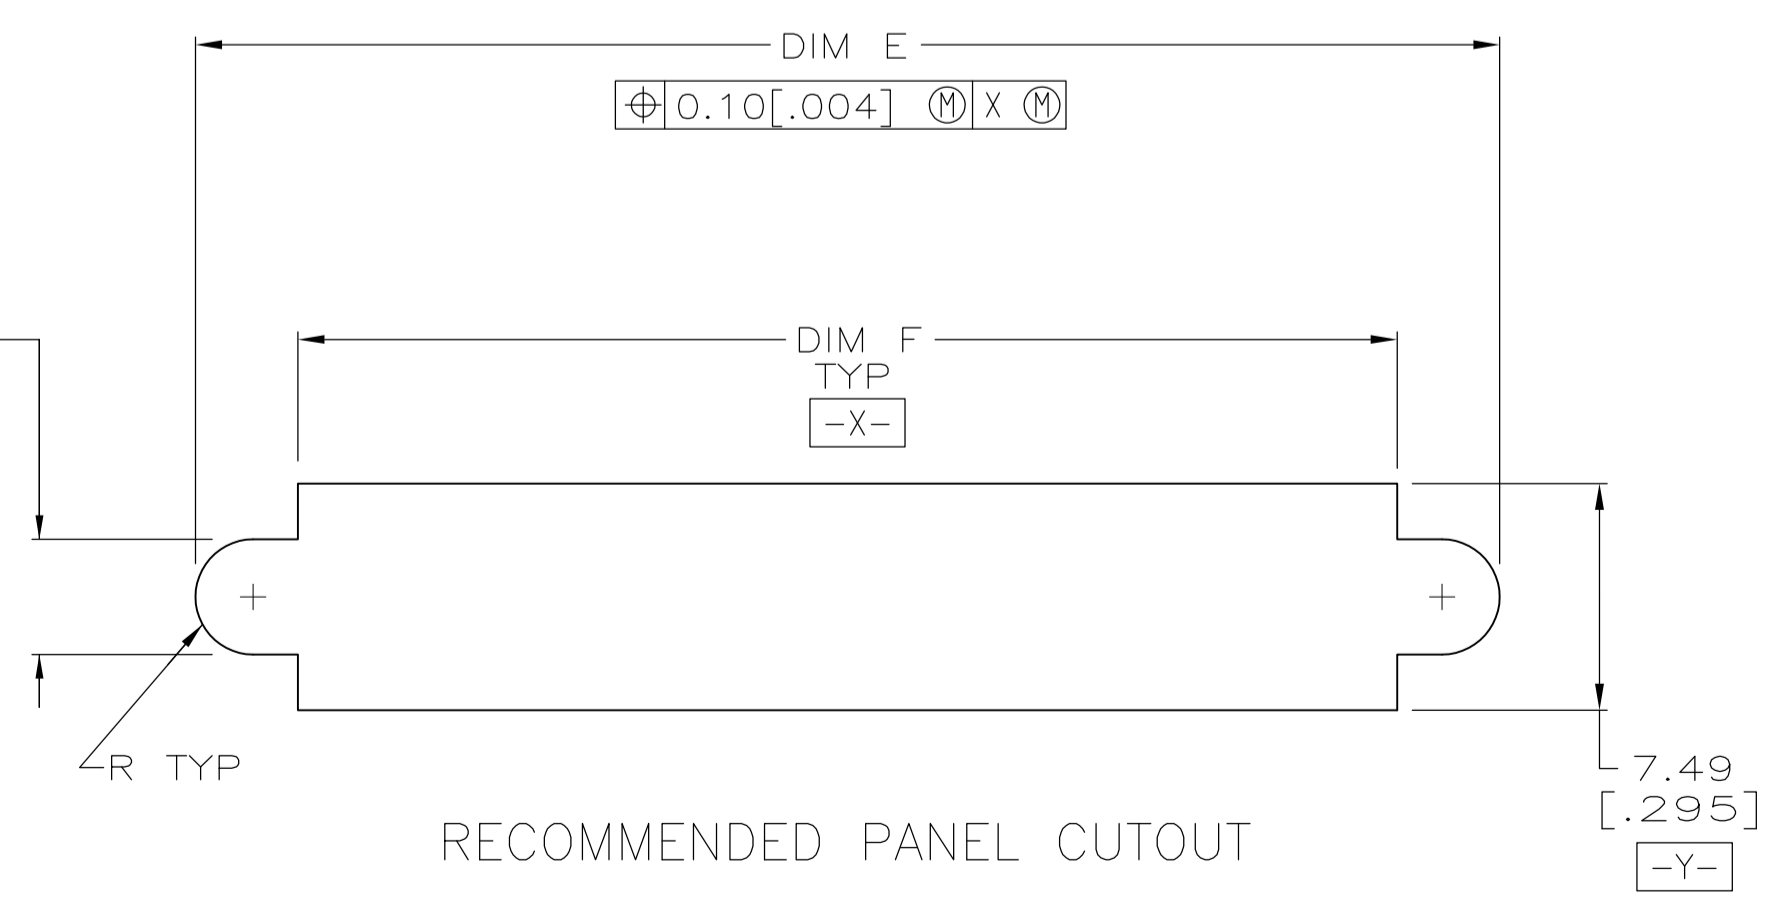 DIM E
⌖ 0.10[.004] Ⓜ X Ⓜ
DIM F
TYP
-X-
R TYP
7.49
[.295]
-Y-
RECOMMENDED PANEL CUTOUT